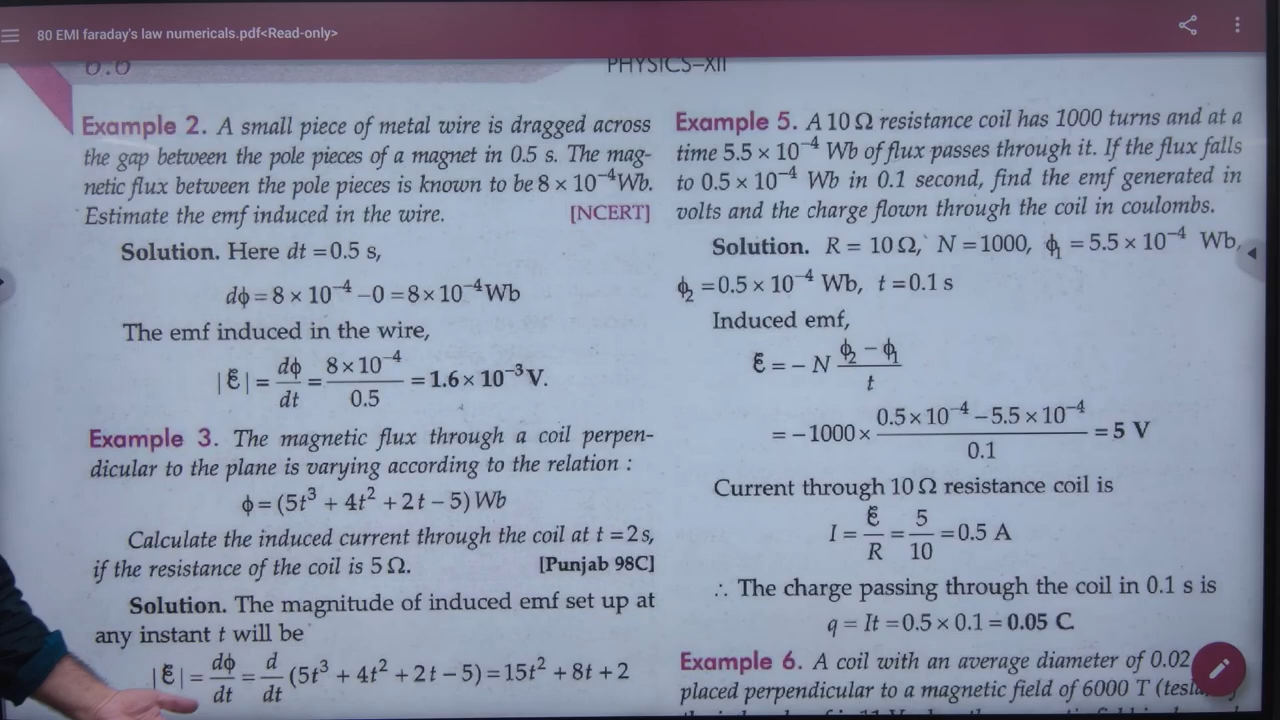 80 EMI faraday's law numericals.pdf<Read-only>
6.6
PHYSICS–XII
Example 2. A small piece of metal wire is dragged across
the gap between the pole pieces of a magnet in 0.5 s. The mag-
netic flux between the pole pieces is known to be 8 × 10⁻⁴ Wb.
Estimate the emf induced in the wire. [NCERT]
Solution. Here dt = 0.5 s,
dϕ = 8 × 10⁻⁴ – 0 = 8 × 10⁻⁴ Wb
The emf induced in the wire,
|ℰ| = dϕ/dt = 8 × 10⁻⁴/0.5 = 1.6 × 10⁻³ V.
Example 3. The magnetic flux through a coil perpen-
dicular to the plane is varying according to the relation :
ϕ = (5t³ + 4t² + 2t – 5) Wb
Calculate the induced current through the coil at t = 2 s,
if the resistance of the coil is 5 Ω. [Punjab 98C]
Solution. The magnitude of induced emf set up at
any instant t will be
|ℰ| = dϕ/dt = d/dt (5t³ + 4t² + 2t – 5) = 15t² + 8t + 2
Example 5. A 10 Ω resistance coil has 1000 turns and at a
time 5.5 × 10⁻⁴ Wb of flux passes through it. If the flux falls
to 0.5 × 10⁻⁴ Wb in 0.1 second, find the emf generated in
volts and the charge flown through the coil in coulombs.
Solution. R = 10 Ω, N = 1000, ϕ₁ = 5.5 × 10⁻⁴ Wb,
ϕ₂ = 0.5 × 10⁻⁴ Wb, t = 0.1 s
Induced emf,
ℰ = – N (ϕ₂ – ϕ₁)/t
= – 1000 × (0.5 × 10⁻⁴ – 5.5 × 10⁻⁴)/0.1 = 5 V
Current through 10 Ω resistance coil is
I = ℰ/R = 5/10 = 0.5 A
∴ The charge passing through the coil in 0.1 s is
q = It = 0.5 × 0.1 = 0.05 C.
Example 6. A coil with an average diameter of 0.02
placed perpendicular to a magnetic field of 6000 T (tesla